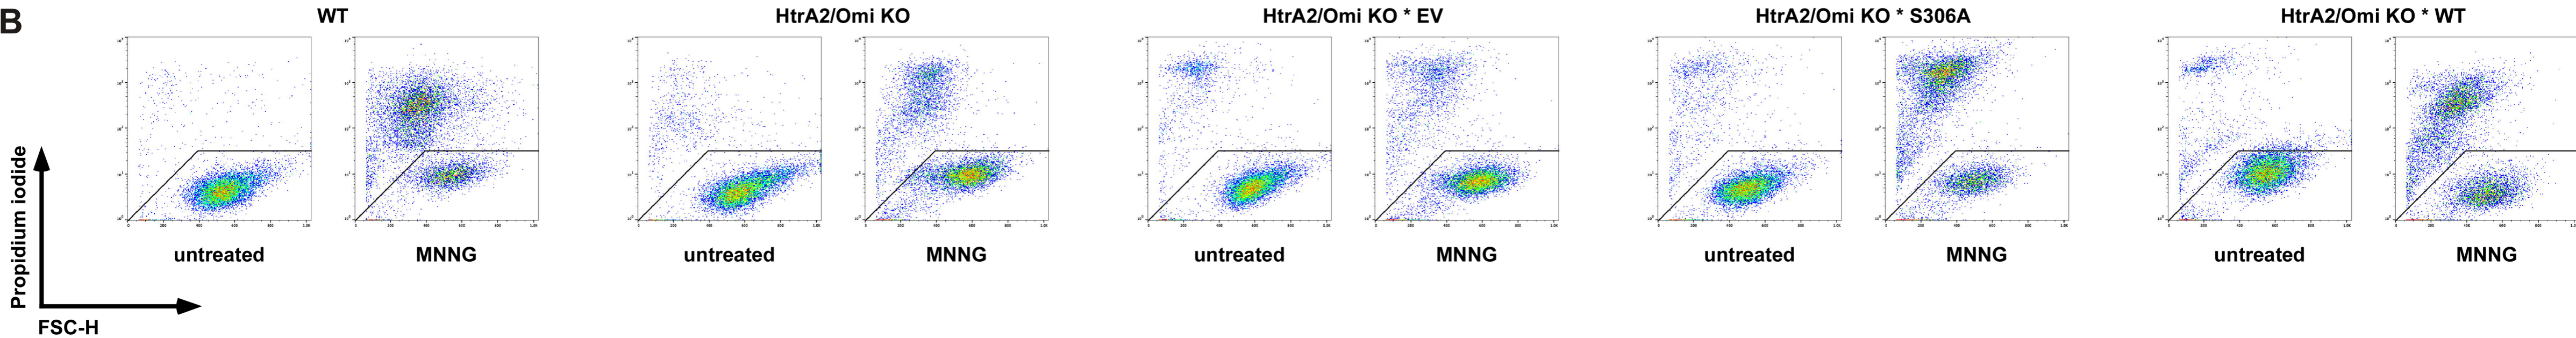 B
WT
HtrA2/Omi KO
HtrA2/Omi KO * EV
HtrA2/Omi KO * S306A
HtrA2/Omi KO * WT
Propidium iodide
FSC-H
untreated
MNNG
untreated
MNNG
untreated
MNNG
untreated
MNNG
untreated
MNNG